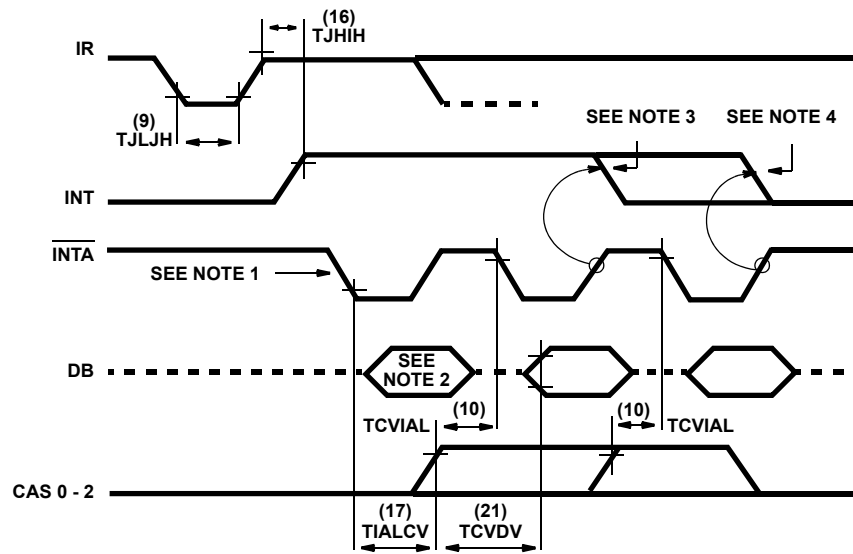 (16)
TJHIH
IR
(9)
TJLJH
SEE NOTE 3
SEE NOTE 4
INT
INTA
SEE NOTE 1
DB
SEE
NOTE 2
(10)
TCVIAL
(10)
TCVIAL
CAS 0 - 2
(17)
TIALCV
(21)
TCVDV